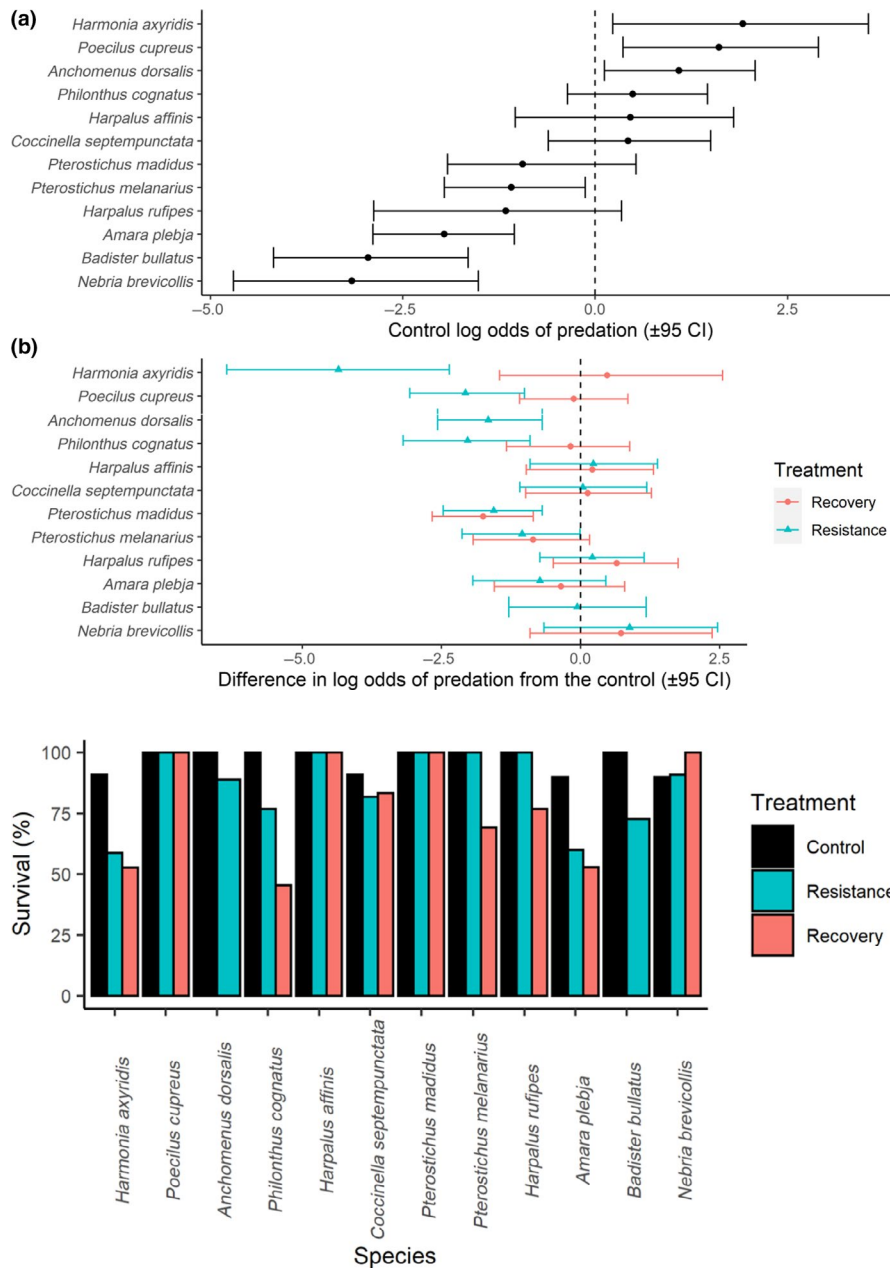 (a)
Harmonia axyridis
Poecilus cupreus
Anchomenus dorsalis
Philonthus cognatus
Harpalus affinis
Coccinella septempunctata
Pterostichus madidus
Pterostichus melanarius
Harpalus rufipes
Amara plebja
Badister bullatus
Nebria brevicollis
−5.0 −2.5 0.0 2.5
Control log odds of predation (±95 CI)
(b)
Harmonia axyridis
Poecilus cupreus
Anchomenus dorsalis
Philonthus cognatus
Harpalus affinis
Coccinella septempunctata
Pterostichus madidus
Pterostichus melanarius
Harpalus rufipes
Amara plebja
Badister bullatus
Nebria brevicollis
−5.0 −2.5 0.0 2.5
Difference in log odds of predation from the control (±95 CI)
Treatment
Recovery
Resistance
Survival (%)
100
75
50
25
0
Harmonia axyridis
Poecilus cupreus
Anchomenus dorsalis
Philonthus cognatus
Harpalus affinis
Coccinella septempunctata
Pterostichus madidus
Pterostichus melanarius
Harpalus rufipes
Amara plebja
Badister bullatus
Nebria brevicollis
Species
Treatment
Control
Resistance
Recovery